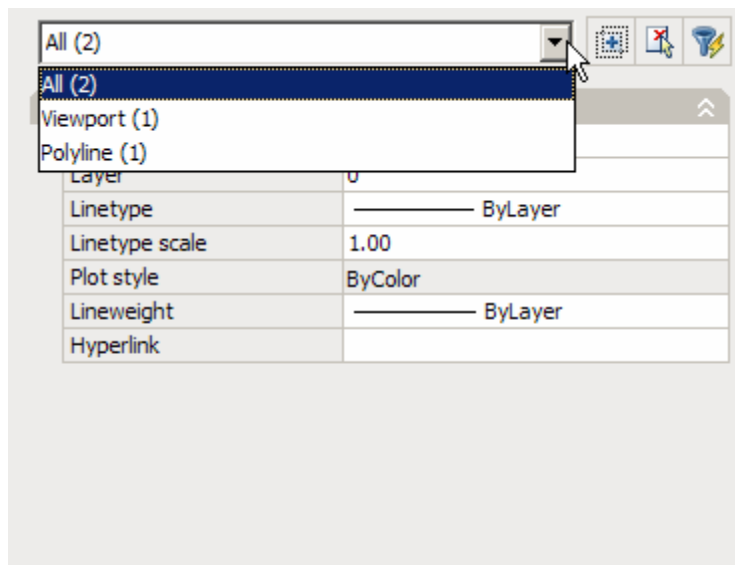 All (2)
All (2)
Viewport (1)
Polyline (1)
Layer 0
Linetype ByLayer
Linetype scale 1.00
Plot style ByColor
Lineweight ByLayer
Hyperlink